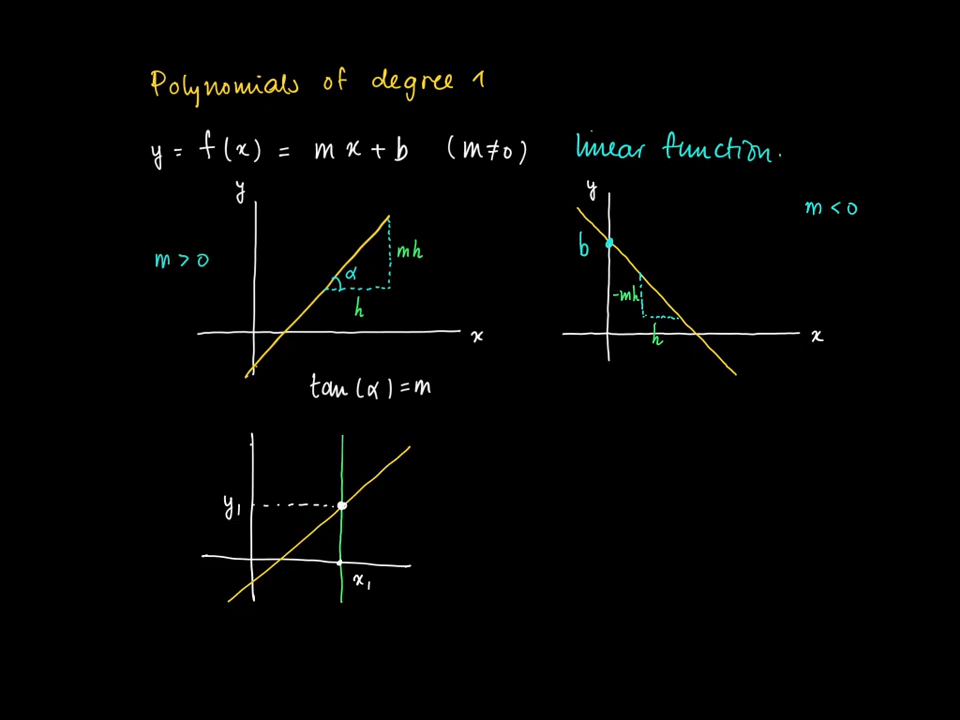 Polynomials of degree 1
y = f(x) = mx + b (m≠0) linear function.
y
m > 0
mh
α
h
x
tan(α) = m
y
m < 0
b
-mh
h
x
y₁
x₁